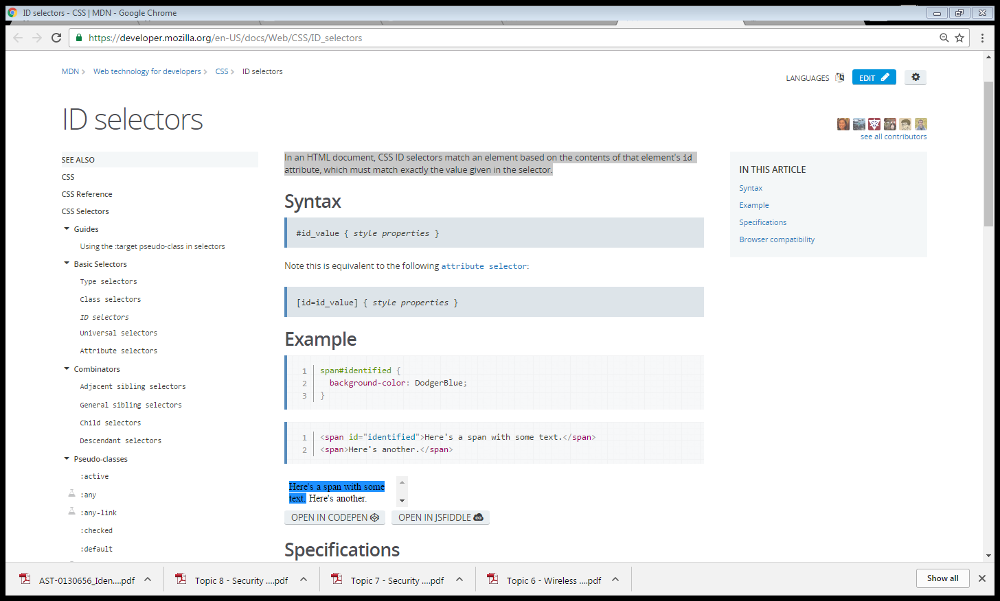 ID selectors - CSS | MDN - Google Chrome
https://developer.mozilla.org/en-US/docs/Web/CSS/ID_selectors
MDN Web technology for developers CSS ID selectors
LANGUAGES EDIT
ID selectors
see all contributors
SEE ALSO
CSS
CSS Reference
CSS Selectors
Guides
Using the :target pseudo-class in selectors
Basic Selectors
Type selectors
Class selectors
ID selectors
Universal selectors
Attribute selectors
Combinators
Adjacent sibling selectors
General sibling selectors
Child selectors
Descendant selectors
Pseudo-classes
:active
:any
:any-link
:checked
:default
In an HTML document, CSS ID selectors match an element based on the contents of that element's id
attribute, which must match exactly the value given in the selector.
Syntax
#id_value { style properties }
Note this is equivalent to the following attribute selector:
[id=id_value] { style properties }
Example
1 span#identified {
2 background-color: DodgerBlue;
3 }
1 <span id="identified">Here's a span with some text.</span>
2 <span>Here's another.</span>
Here's a span with some
text. Here's another.
OPEN IN CODEPEN OPEN IN JSFIDDLE
Specifications
IN THIS ARTICLE
Syntax
Example
Specifications
Browser compatibility
AST-0130656_Iden....pdf Topic 8 - Security ....pdf Topic 7 - Security ....pdf Topic 6 - Wireless ....pdf Show all